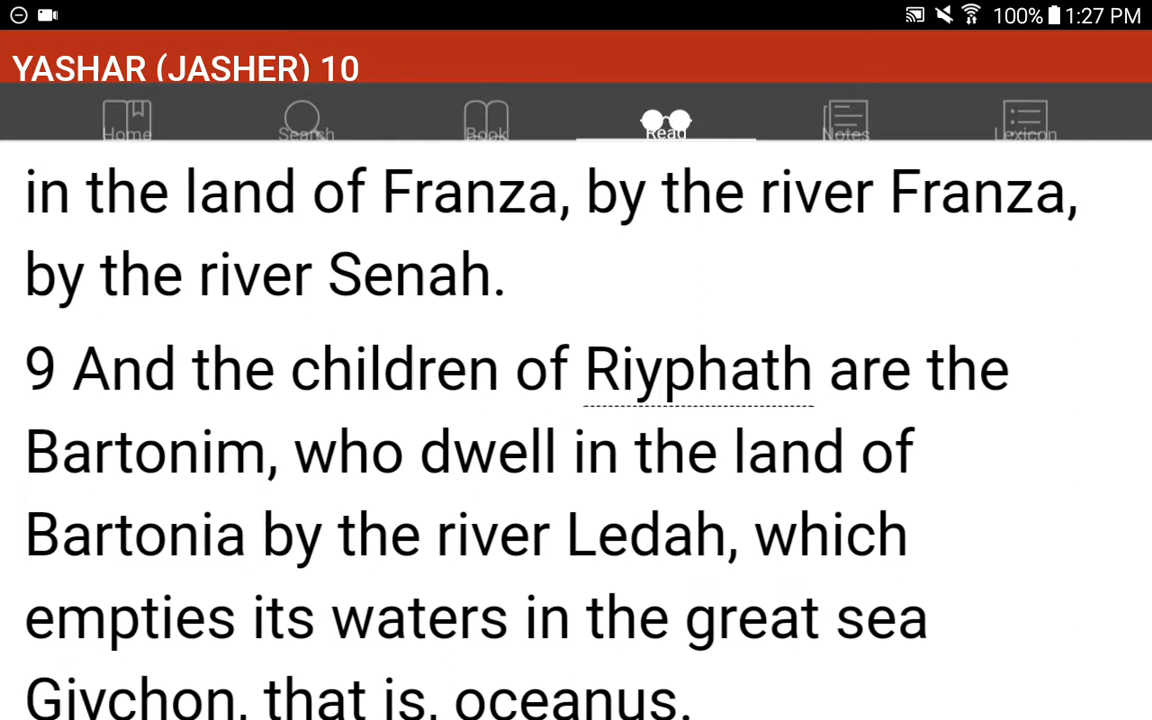 100% 1:27 PM
YASHAR (JASHER) 10
Home Search Book Read Notes Lexicon
in the land of Franza, by the river Franza,
by the river Senah.
9 And the children of Riyphath are the
Bartonim, who dwell in the land of
Bartonia by the river Ledah, which
empties its waters in the great sea
Giychon, that is, oceanus.